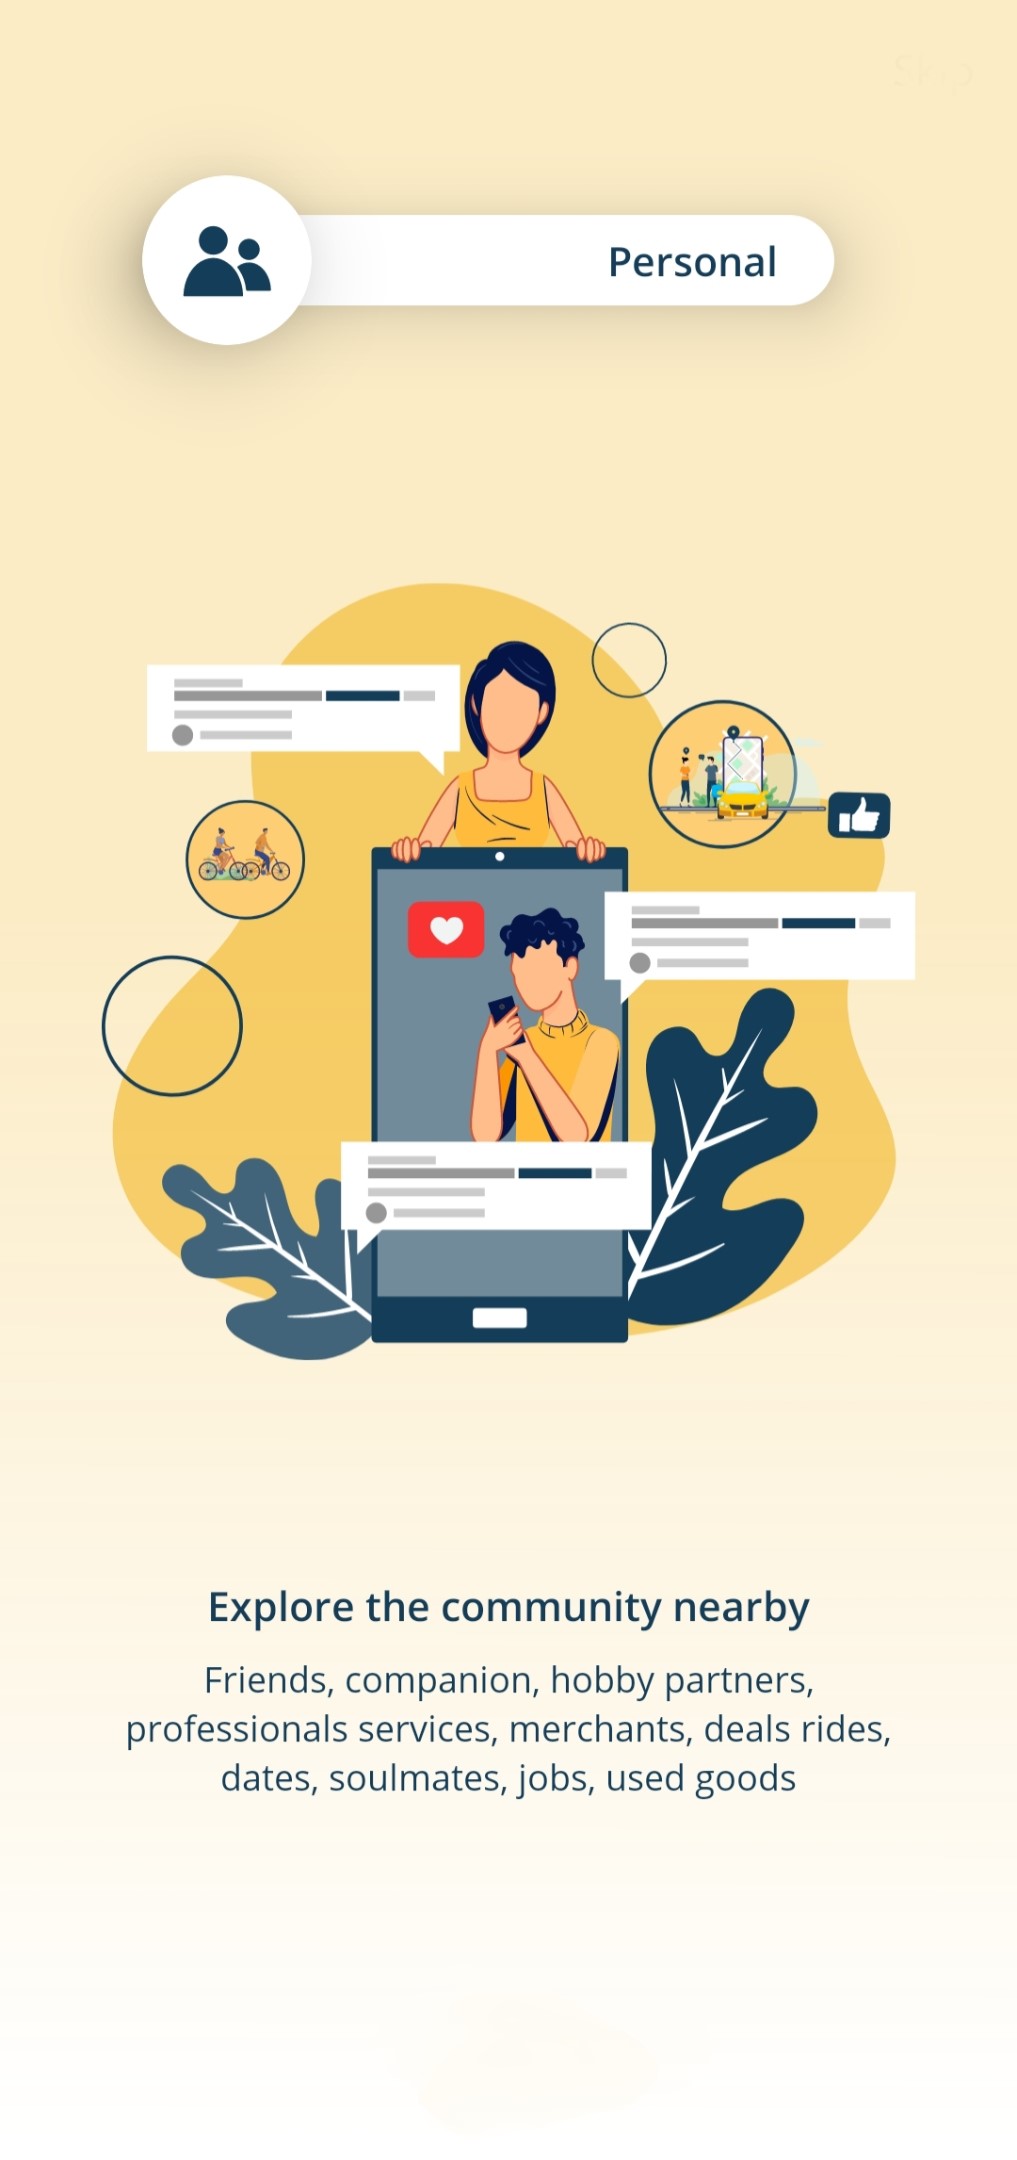 Skip
Personal
Explore the community nearby
Friends, companion, hobby partners,
professionals services, merchants, deals rides,
dates, soulmates, jobs, used goods